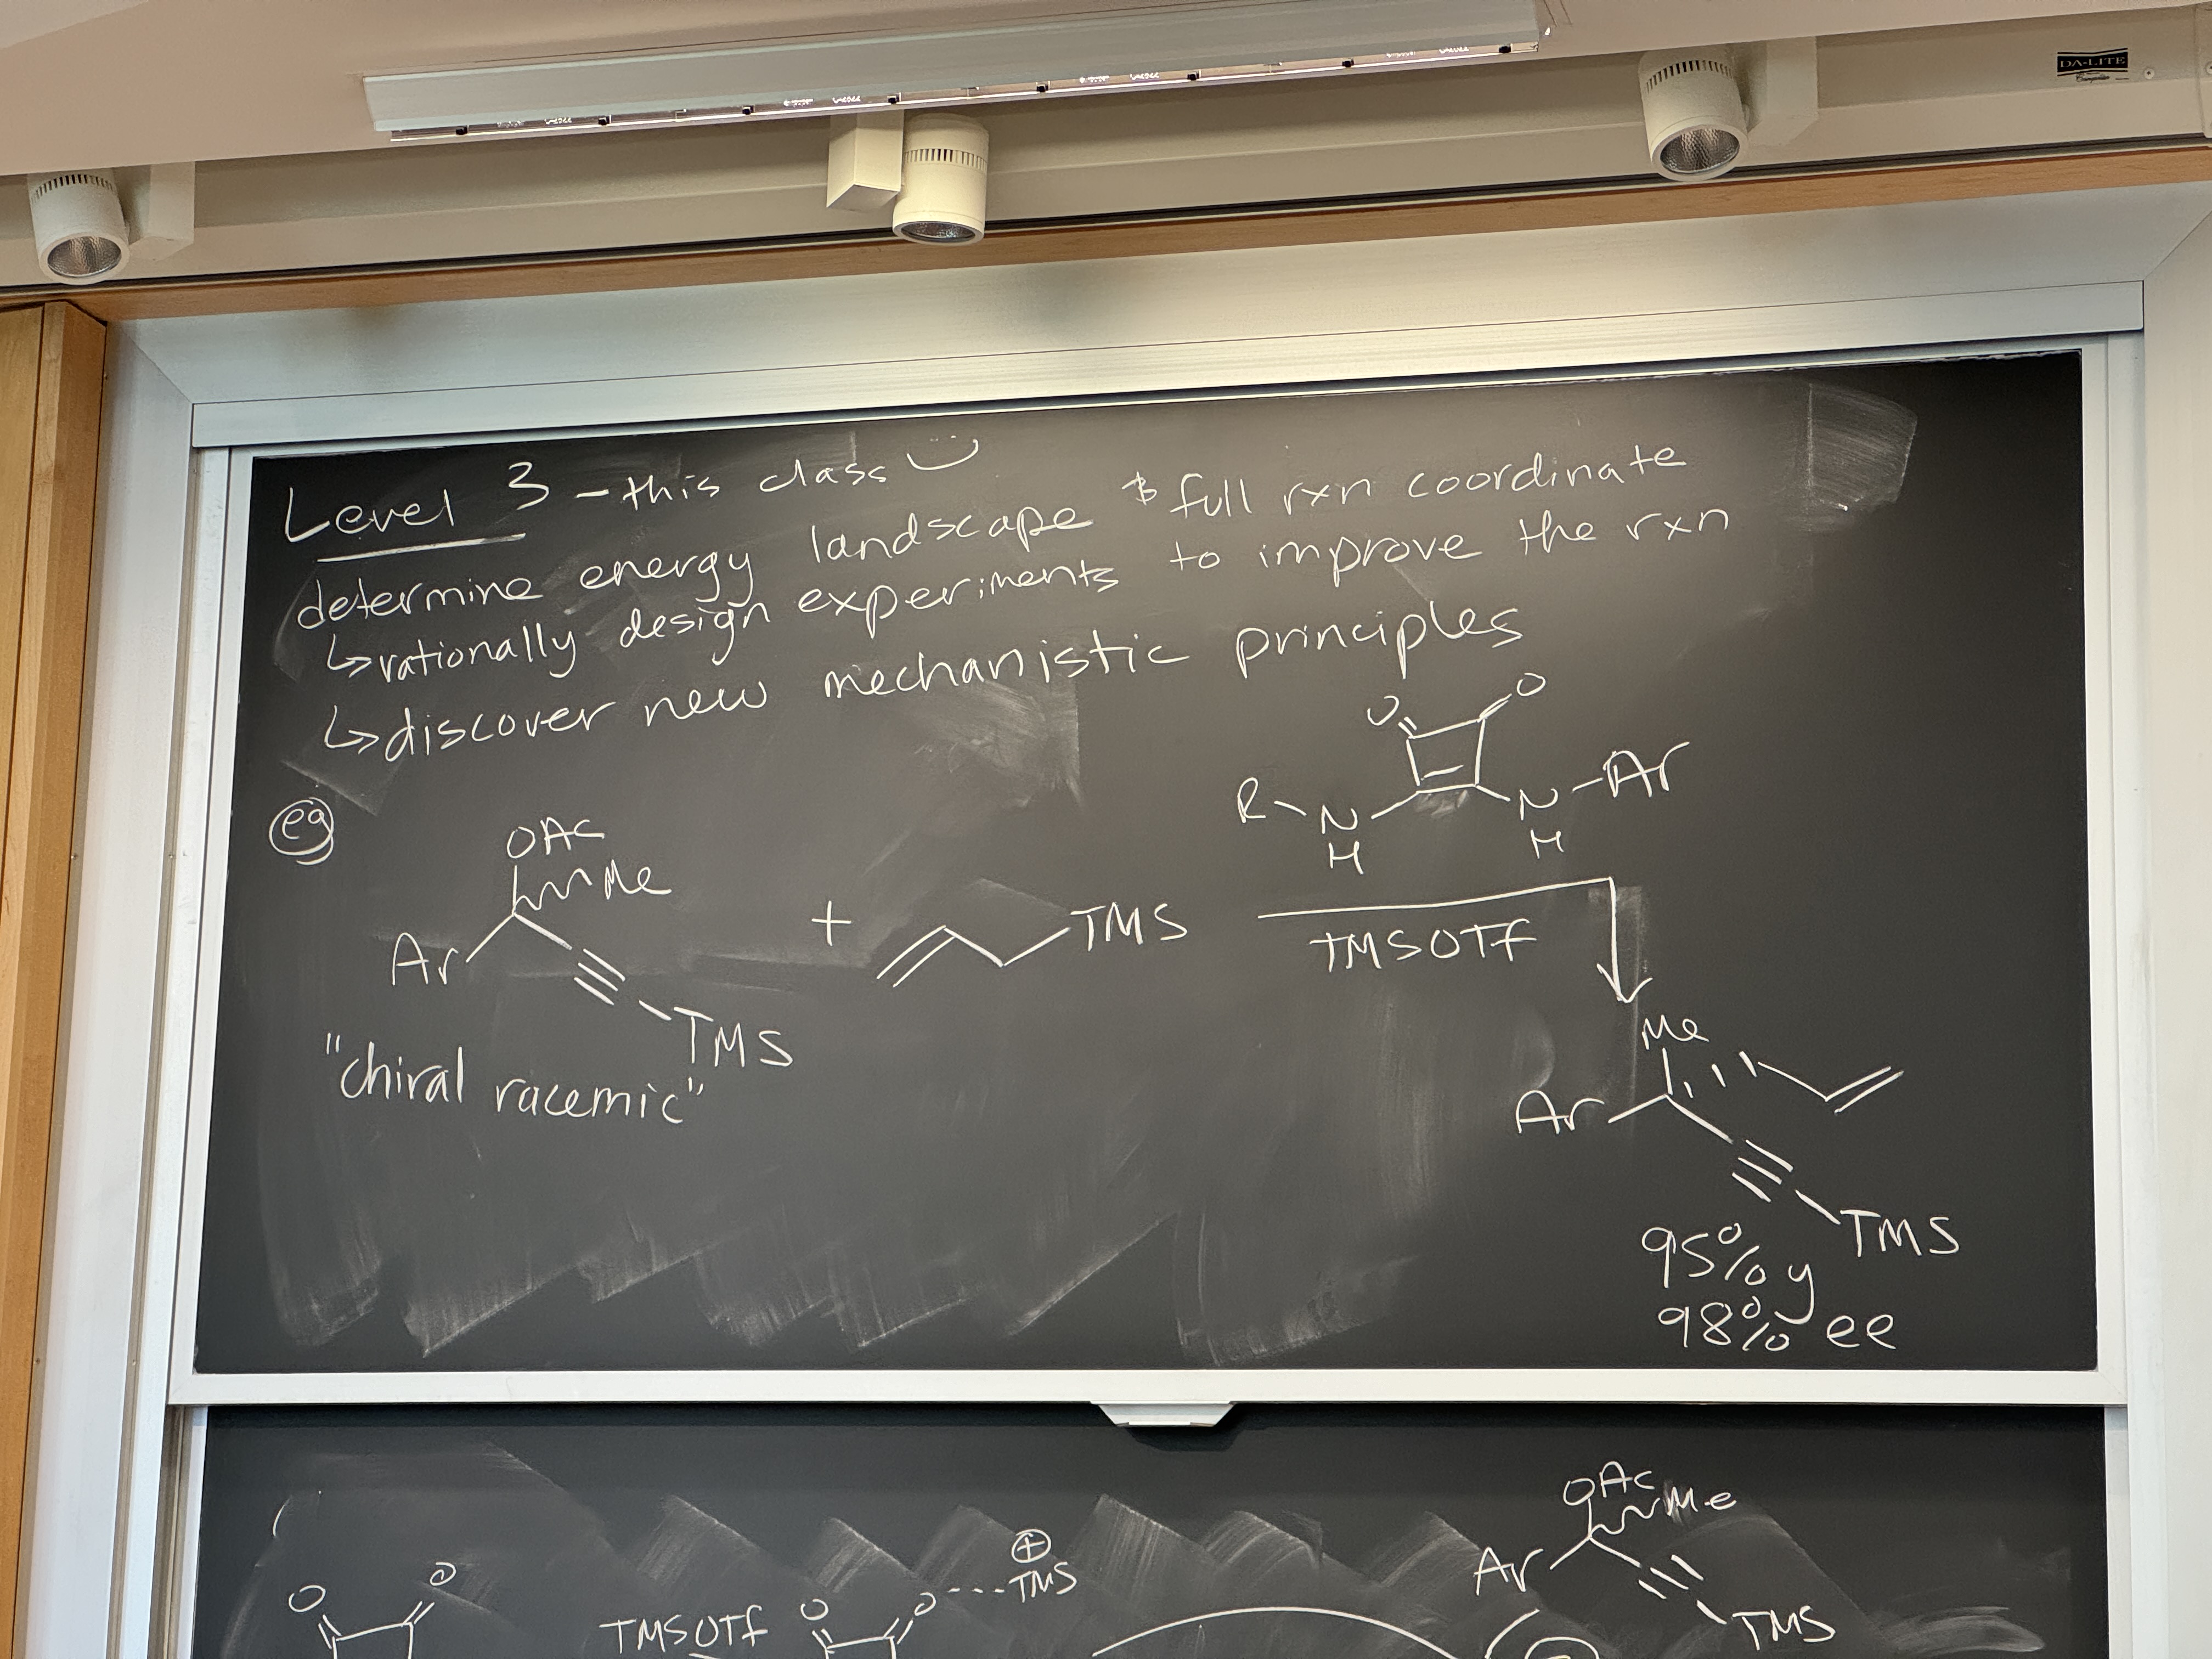 DA-LITE
Level 3 - this class
determine energy landscape & full rxn coordinate
↳ rationally design experiments to improve the rxn
↳ discover new mechanistic principles
eg
OAc
Me
Ar
TMS
"chiral racemic"
+
TMS
O O
R N H
N H Ar
TMSOTf
Me
Ar
TMS
95% y
98% ee
O O
TMSOTf
O O --- TMS
⊕
OAc
Me
Ar
TMS